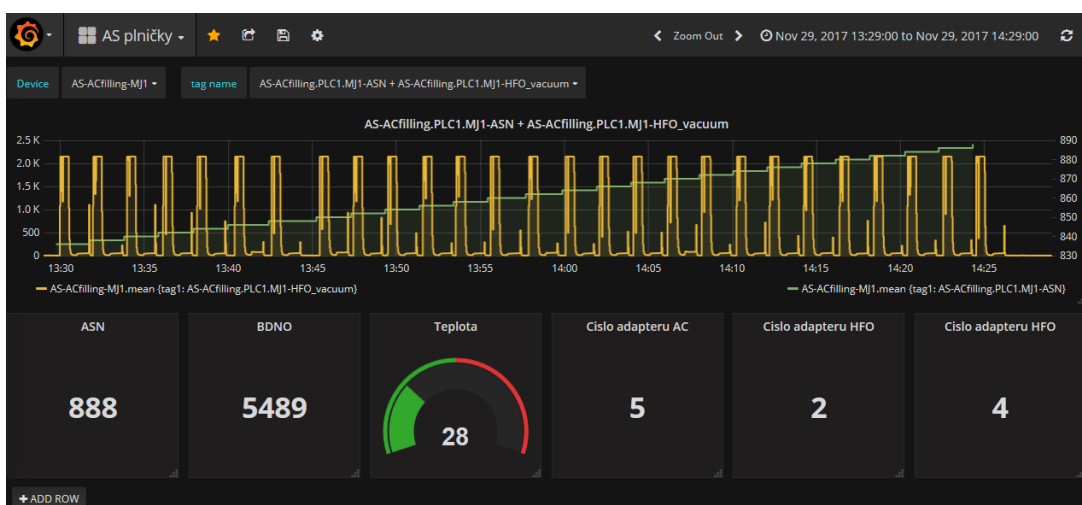 AS plničky
Zoom Out Nov 29, 2017 13:29:00 to Nov 29, 2017 14:29:00
Device AS-ACfilling-MJ1 tag name AS-ACfilling.PLC1.MJ1-ASN + AS-ACfilling.PLC1.MJ1-HFO_vacuum
AS-ACfilling.PLC1.MJ1-ASN + AS-ACfilling.PLC1.MJ1-HFO_vacuum
2.5 K 890
2.0 K 880
870
1.5 K
860
1.0 K
850
500 840
0 830
13:30 13:35 13:40 13:45 13:50 13:55 14:00 14:05 14:10 14:15 14:20 14:25
AS-ACfilling-MJ1.mean {tag1: AS-ACfilling.PLC1.MJ1-HFO_vacuum} AS-ACfilling-MJ1.mean {tag1: AS-ACfilling.PLC1.MJ1-ASN}
ASN BDNO Teplota Cislo adapteru AC Cislo adapteru HFO Cislo adapteru HFO
888 5489 28 5 2 4
+ ADD ROW